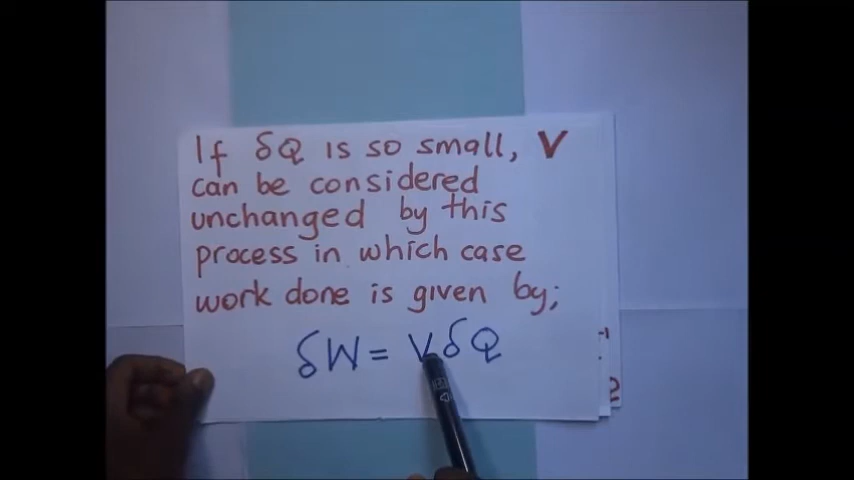 If δQ is so small, V
can be considered
unchanged by this
process in which case
work done is given by;
δW = VδQ